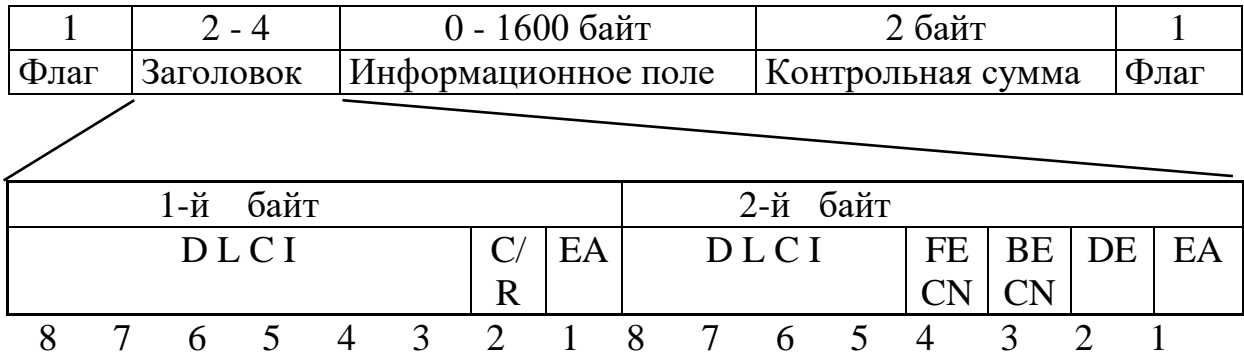 1 2 - 4 0 - 1600 байт 2 байт 1
Флаг Заголовок Информационное поле Контрольная сумма Флаг
1-й байт 2-й байт
D L C I C/ EA D L C I FE BE DE EA
R CN CN
8 7 6 5 4 3 2 1 8 7 6 5 4 3 2 1